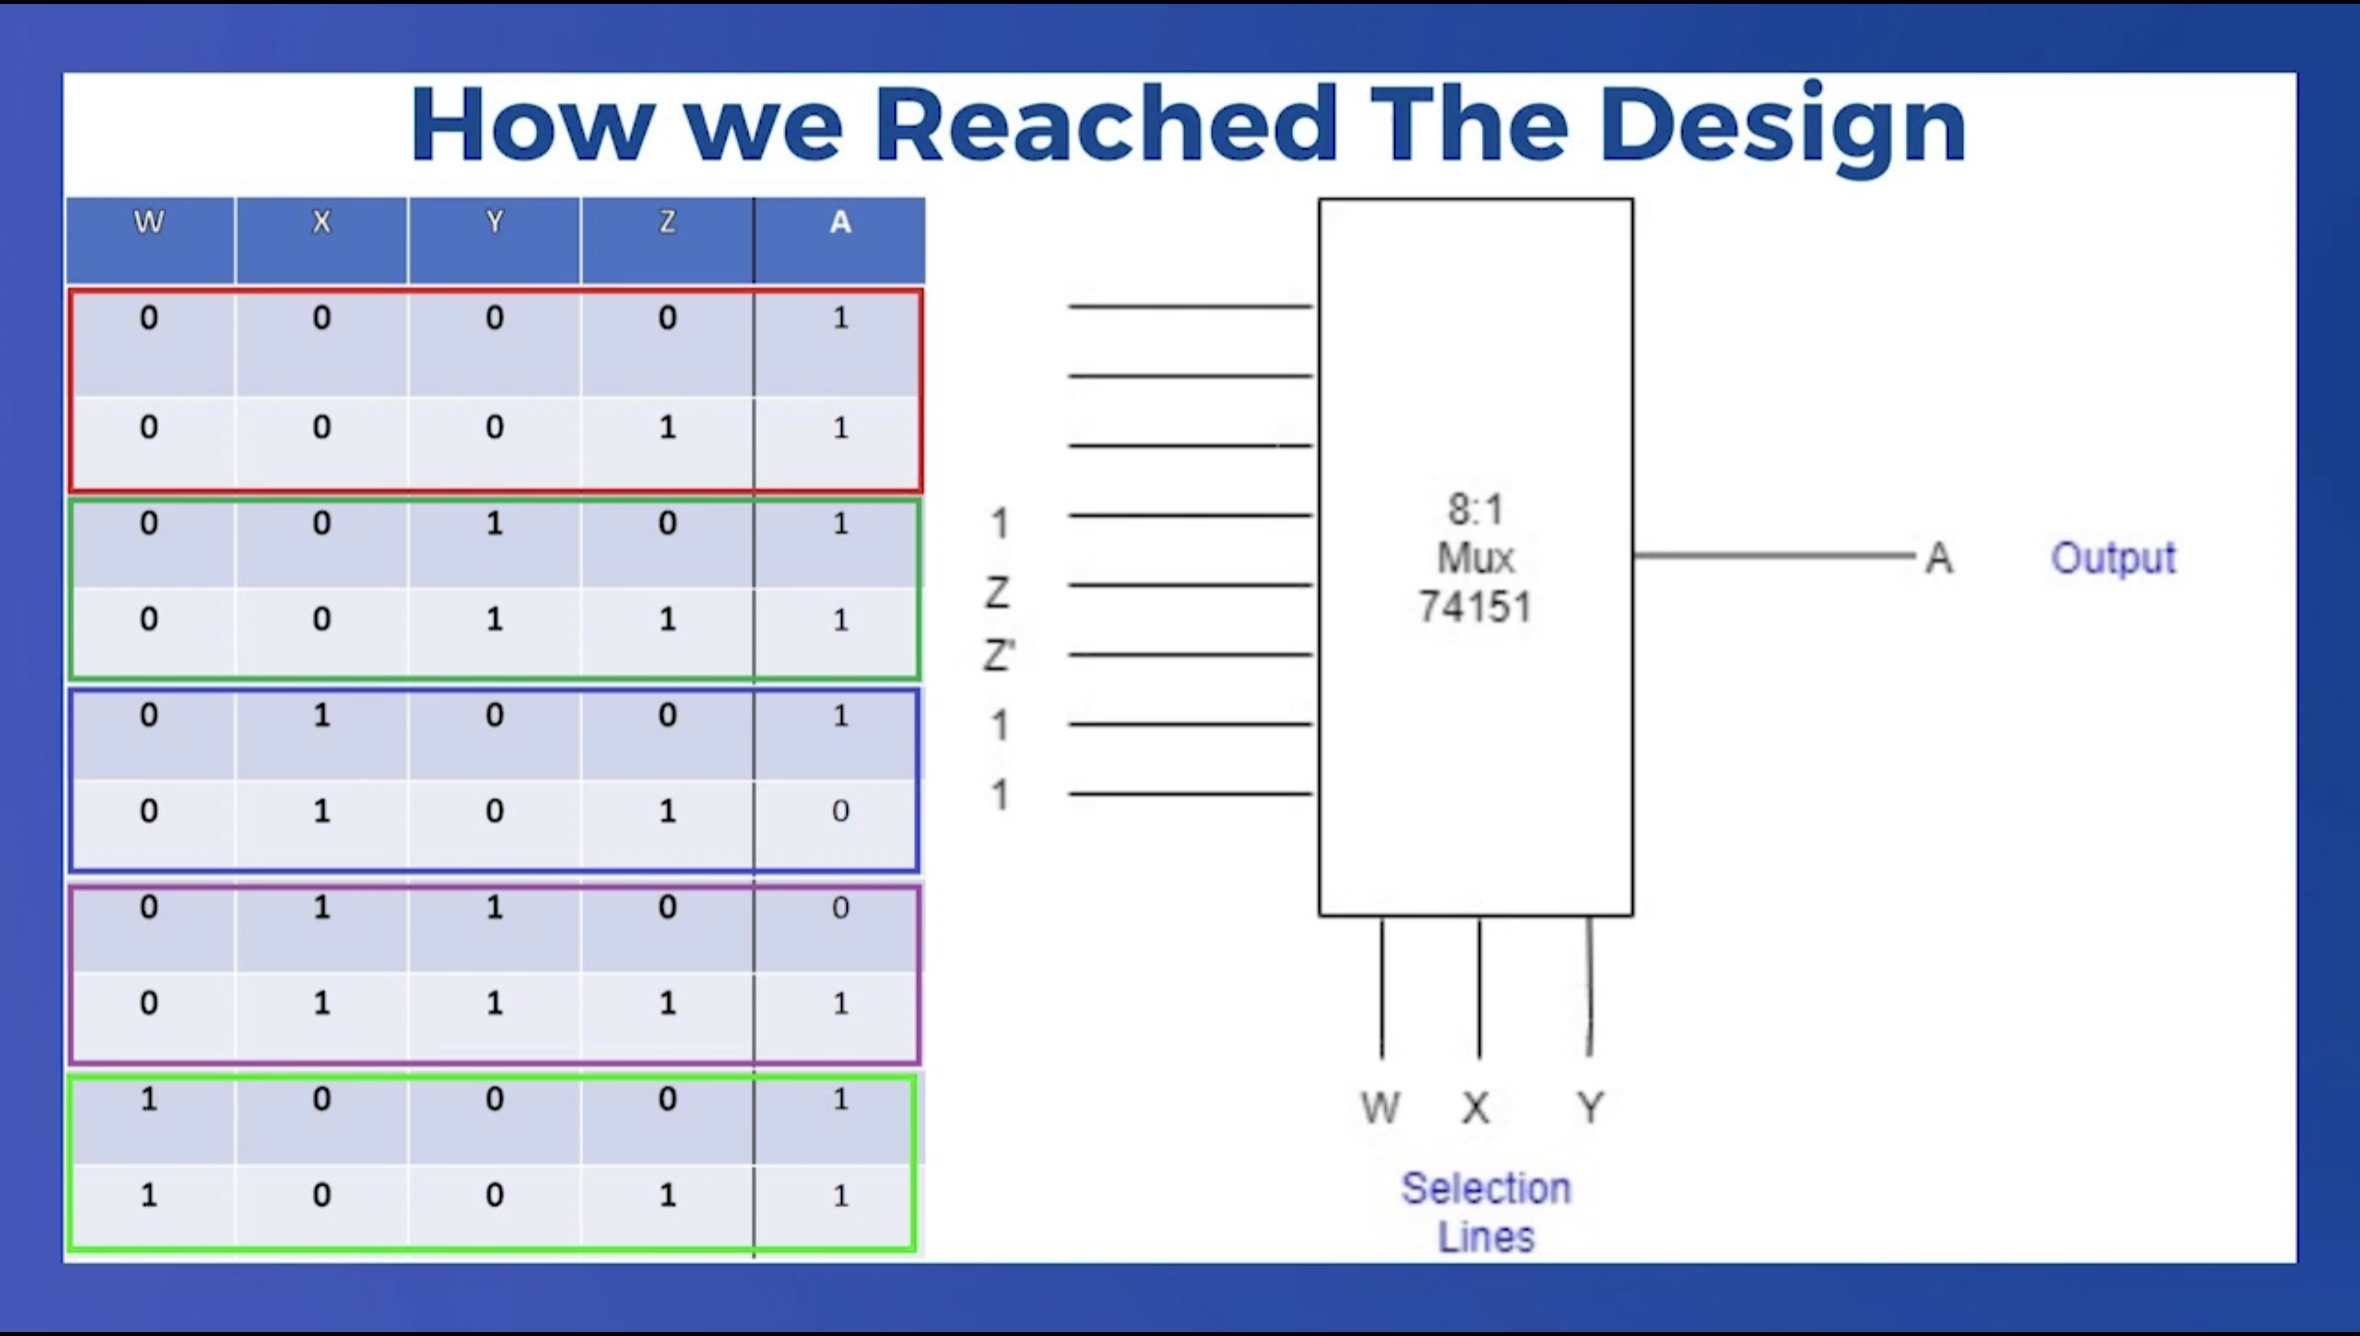 How we Reached The Design
W X Y Z A
0 0 0 0 1
0 0 0 1 1
0 0 1 0 1
0 0 1 1 1
0 1 0 0 1
0 1 0 1 0
0 1 1 0 0
0 1 1 1 1
1 0 0 0 1
1 0 0 1 1
1
Z
Z'
1
1
8:1
Mux
74151
A Output
W X Y
Selection
Lines